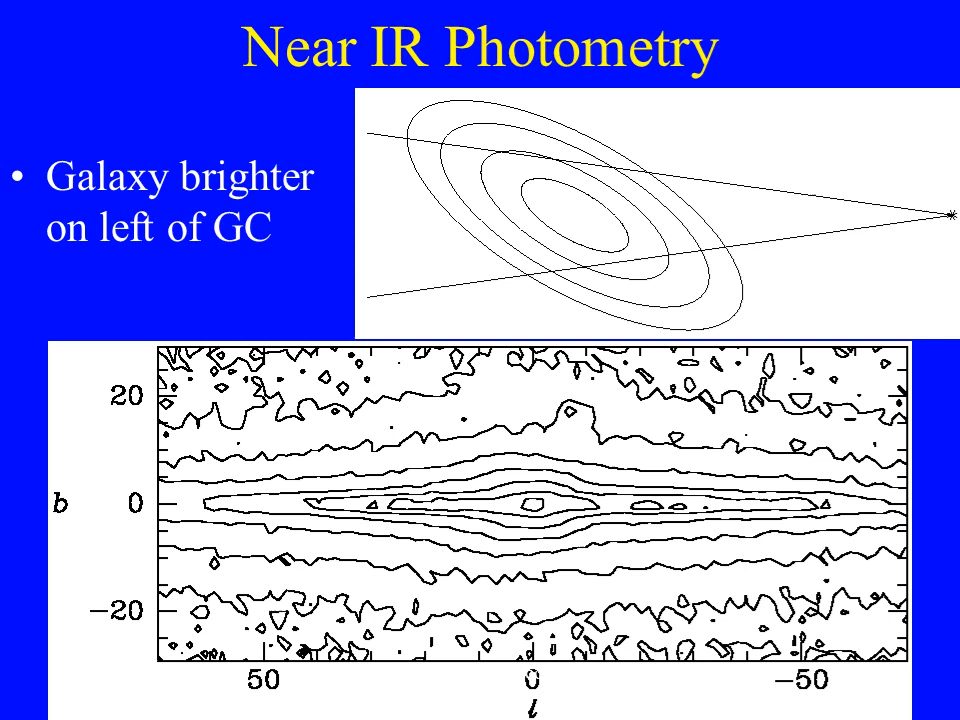 Near IR Photometry
• Galaxy brighter
on left of GC
20
b 0
−20
50 0 −50
l